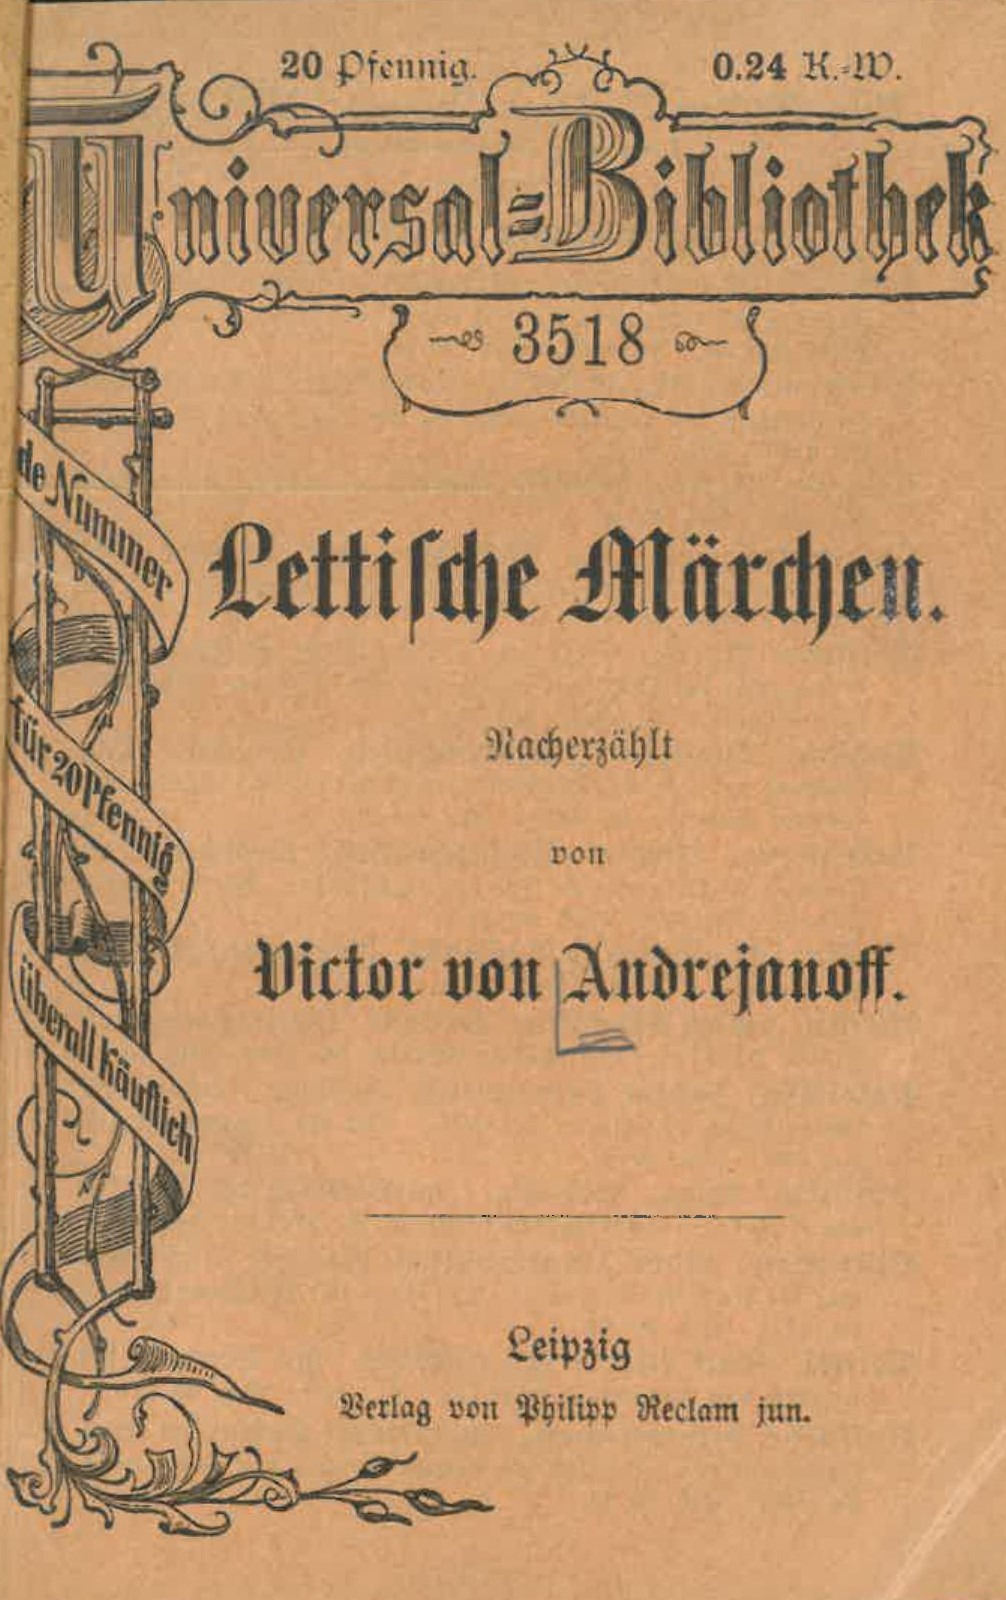 20 Pfennig. 0.24 K.-W.
Universal-Bibliothek
3518
de Nummer
für 20 Pfennig
überall käuflich
Lettiſche Märchen.
Nacherzählt
von
Victor von Andrejanoff.
Leipzig
Verlag von Philipp Reclam jun.